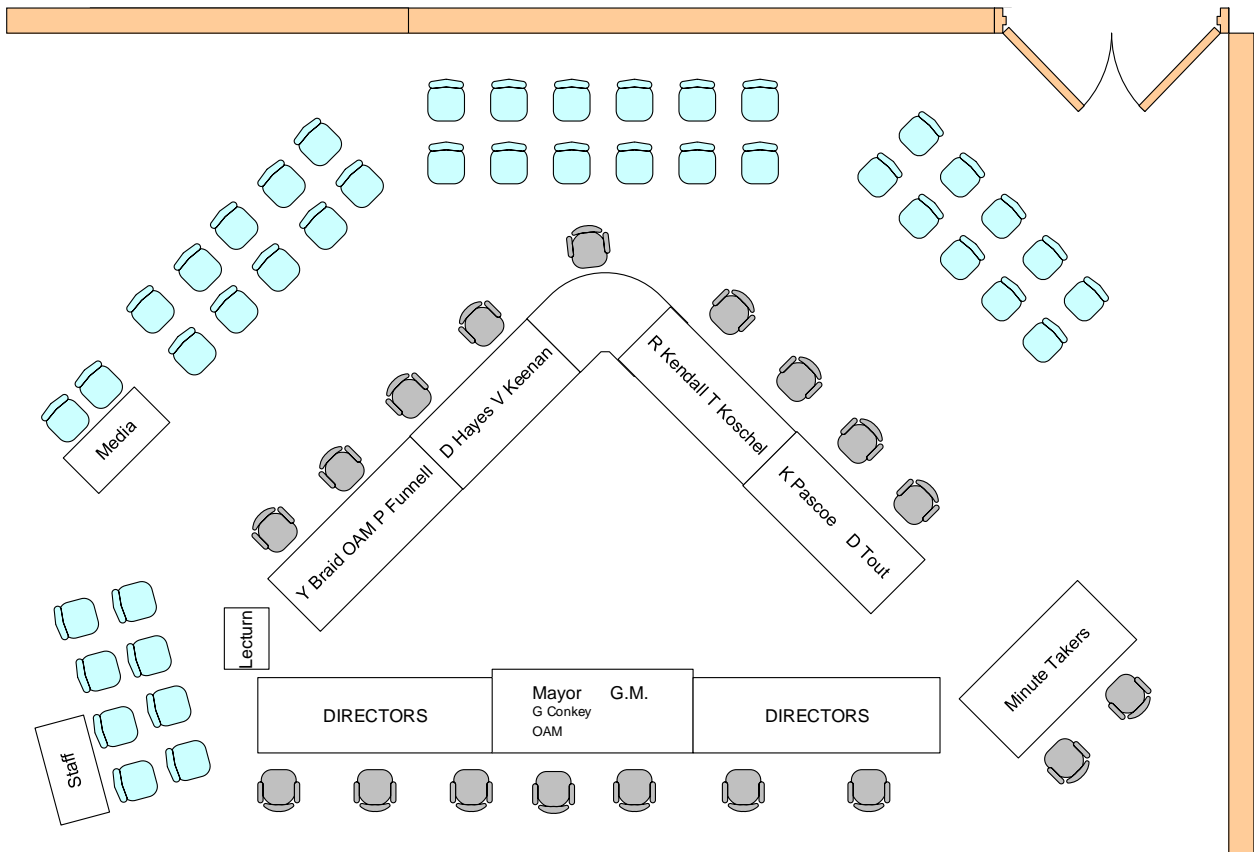 D Hayes V Keenan
R Kendall T Koschel
Media
Y Braid OAM P Funnell
K Pascoe D Tout
Lecturn
Minute Takers
DIRECTORS
Mayor G.M.
G Conkey
OAM
DIRECTORS
Staff